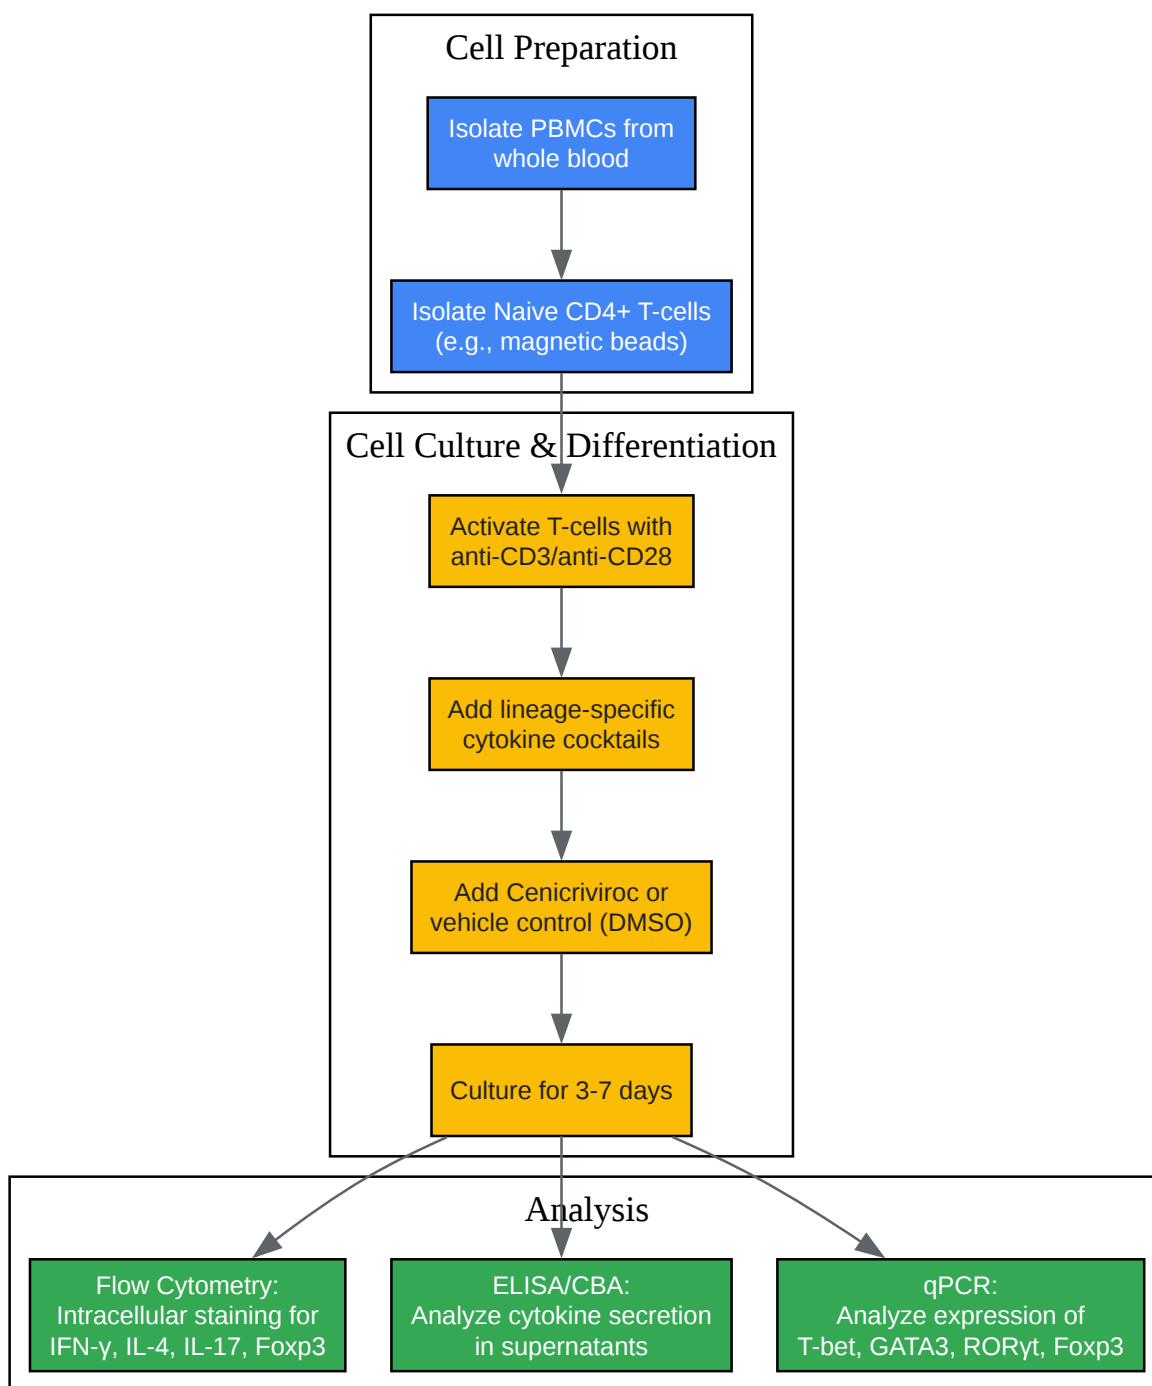 Cell Preparation
Isolate PBMCs from
whole blood
Isolate Naive CD4+ T-cells
(e.g., magnetic beads)
Cell Culture & Differentiation
Activate T-cells with
anti-CD3/anti-CD28
Add lineage-specific
cytokine cocktails
Add Cenicriviroc or
vehicle control (DMSO)
Culture for 3-7 days
Analysis
Flow Cytometry:
Intracellular staining for
IFN-γ, IL-4, IL-17, Foxp3
ELISA/CBA:
Analyze cytokine secretion
in supernatants
qPCR:
Analyze expression of
T-bet, GATA3, RORγt, Foxp3